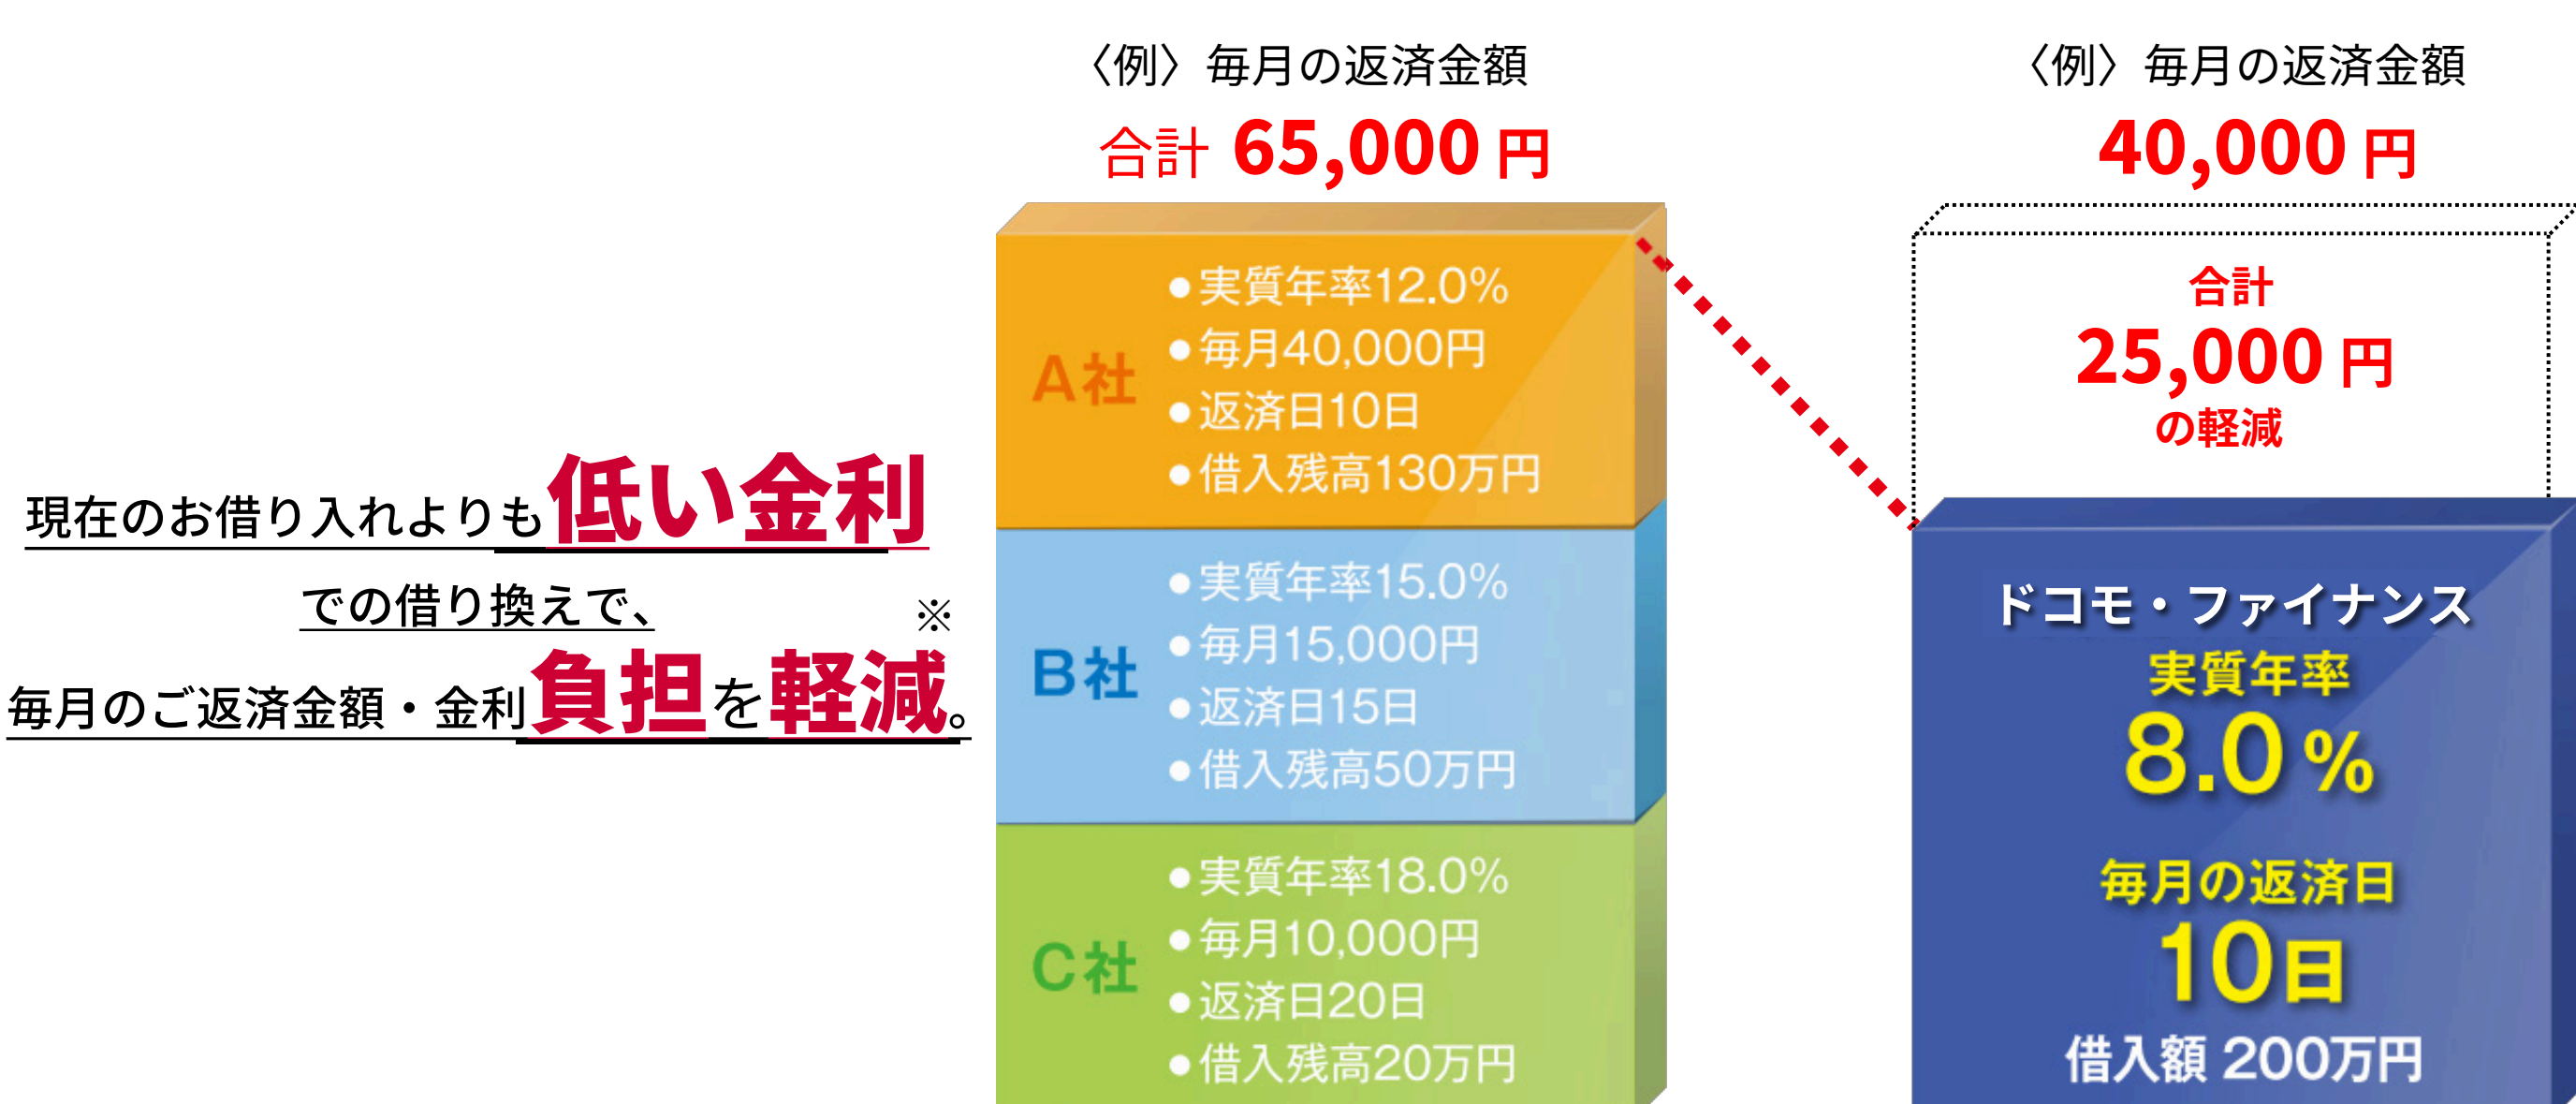 現在のお借り入れよりも低い金利
での借り換えで、
※
毎月のご返済金額・金利負担を軽減。
〈例〉毎月の返済金額
合計 65,000 円
A社
●実質年率12.0%
●毎月40,000円
●返済日10日
●借入残高130万円
B社
●実質年率15.0%
●毎月15,000円
●返済日15日
●借入残高50万円
C社
●実質年率18.0%
●毎月10,000円
●返済日20日
●借入残高20万円
〈例〉毎月の返済金額
40,000 円
合計
25,000 円
の軽減
ドコモ・ファイナンス
実質年率
8.0%
毎月の返済日
10日
借入額 200万円